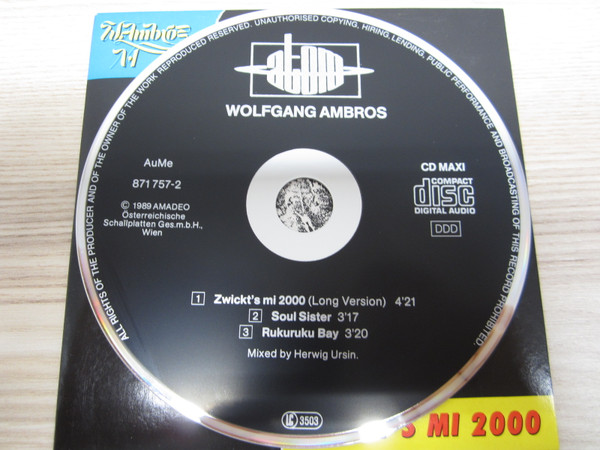 W. Ambros
ALL RIGHTS OF THE PRODUCER AND OF THE OWNER OF THE WORK REPRODUCED RESERVED. UNAUTHORISED COPYING, HIRING, LENDING, PUBLIC PERFORMANCE AND BROADCASTING OF THIS RECORD PROHIBITED.
atom
WOLFGANG AMBROS
AuMe
871 757-2
℗ 1989 AMADEO
Österreichische
Schallplatten Ges.m.b.H.,
Wien
CD MAXI
COMPACT
disc
DIGITAL AUDIO
DDD
1 Zwickt's mi 2000 (Long Version) 4'21
2 Soul Sister 3'17
3 Rukuruku Bay 3'20
Mixed by Herwig Ursin.
LC 3503
S MI 2000